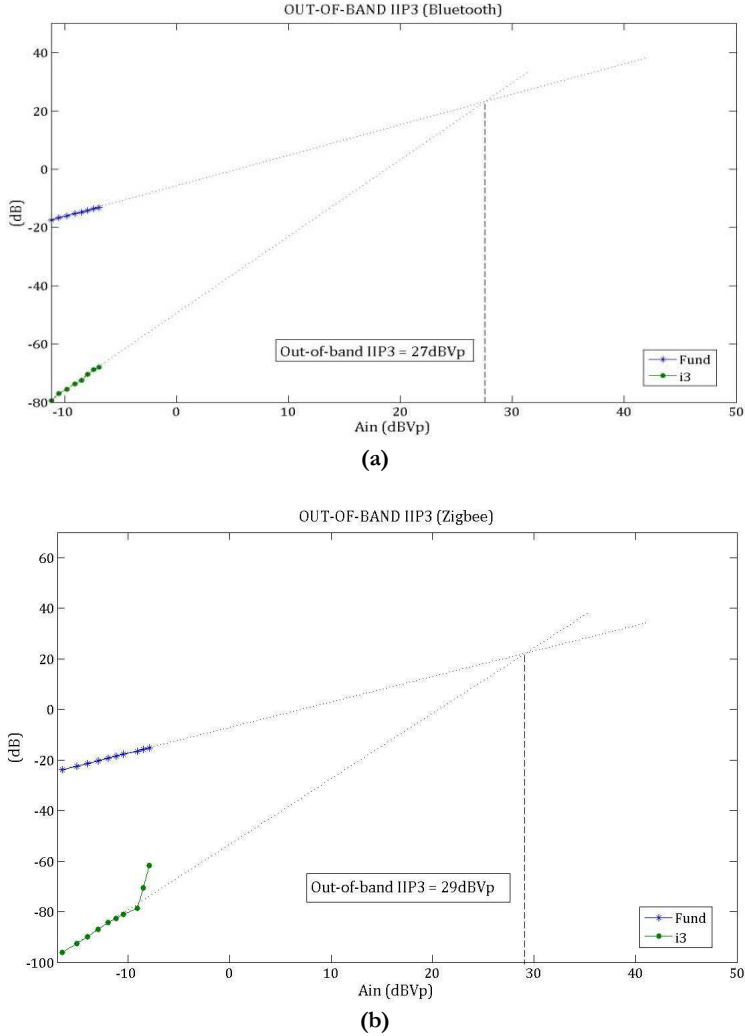 OUT-OF-BAND IIP3 (Bluetooth)
40
20
0
-20
-40
-60
-80
(dB)
Out-of-band IIP3 = 27dBVp
Fund
i3
-10
0
10
20
30
40
50
Ain (dBVp)
(a)
OUT-OF-BAND IIP3 (Zigbee)
60
40
20
0
-20
-40
-60
-80
-100
(dB)
Out-of-band IIP3 = 29dBVp
Fund
i3
-10
0
10
20
30
40
50
Ain (dBVp)
(b)